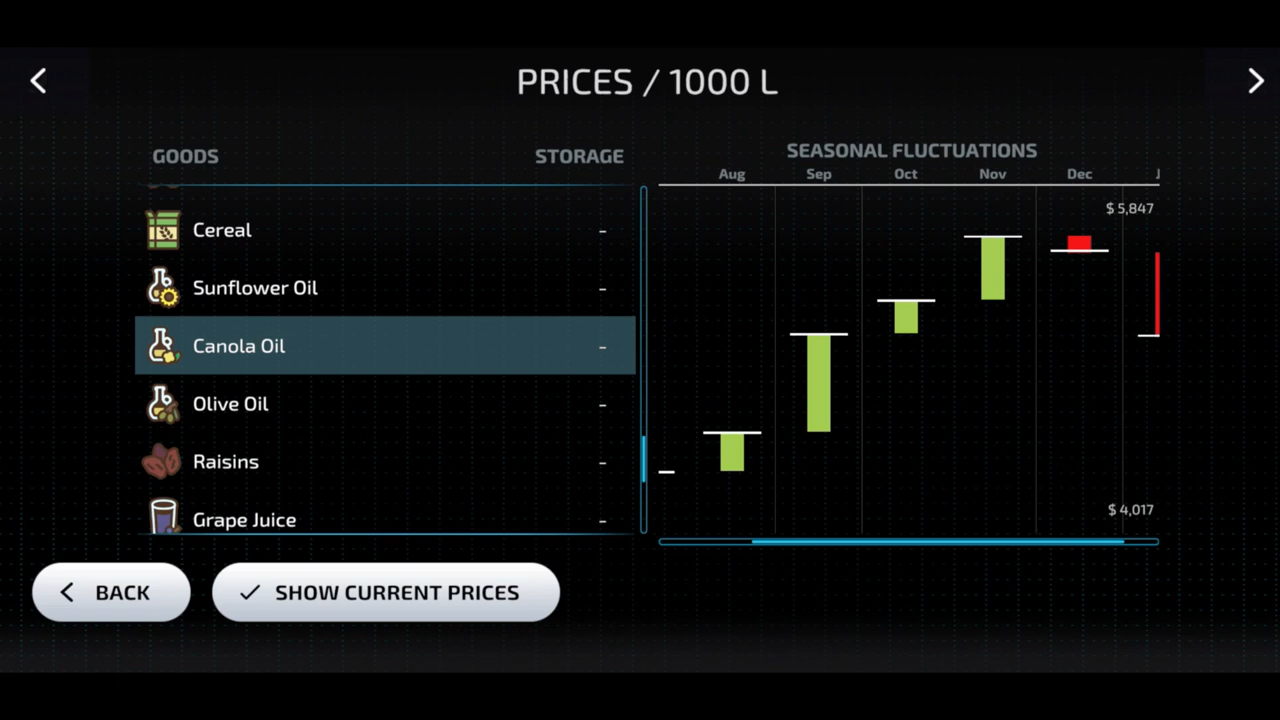 PRICES / 1000 L
GOODS
STORAGE
SEASONAL FLUCTUATIONS
Aug Sep Oct Nov Dec J
Cereal -
Sunflower Oil -
Canola Oil -
Olive Oil -
Raisins -
Grape Juice -
$ 5,847
$ 4,017
BACK
SHOW CURRENT PRICES